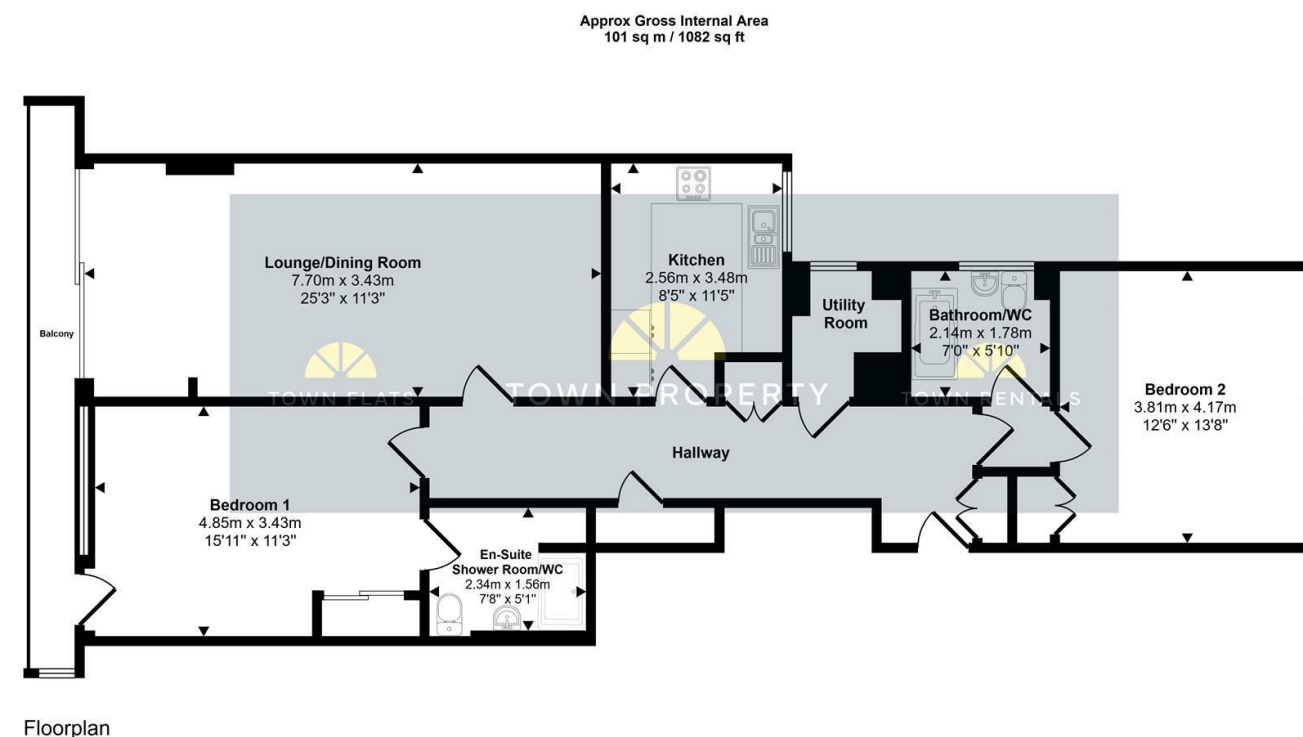 Approx Gross Internal Area
101 sq m / 1082 sq ft
Lounge/Dining Room
7.70m x 3.43m
25'3" x 11'3"
Kitchen
2.56m x 3.48m
8'5" x 11'5"
Utility
Room
Bathroom/WC
2.14m x 1.78m
7'0" x 5'10"
Balcony
Bedroom 2
3.81m x 4.17m
12'6" x 13'8"
TOWN FLATS
TOWN PROPERTY
TOWN RENTALS
Hallway
Bedroom 1
4.85m x 3.43m
15'11" x 11'3"
En-Suite
Shower Room/WC
2.34m x 1.56m
7'8" x 5'1"
Floorplan